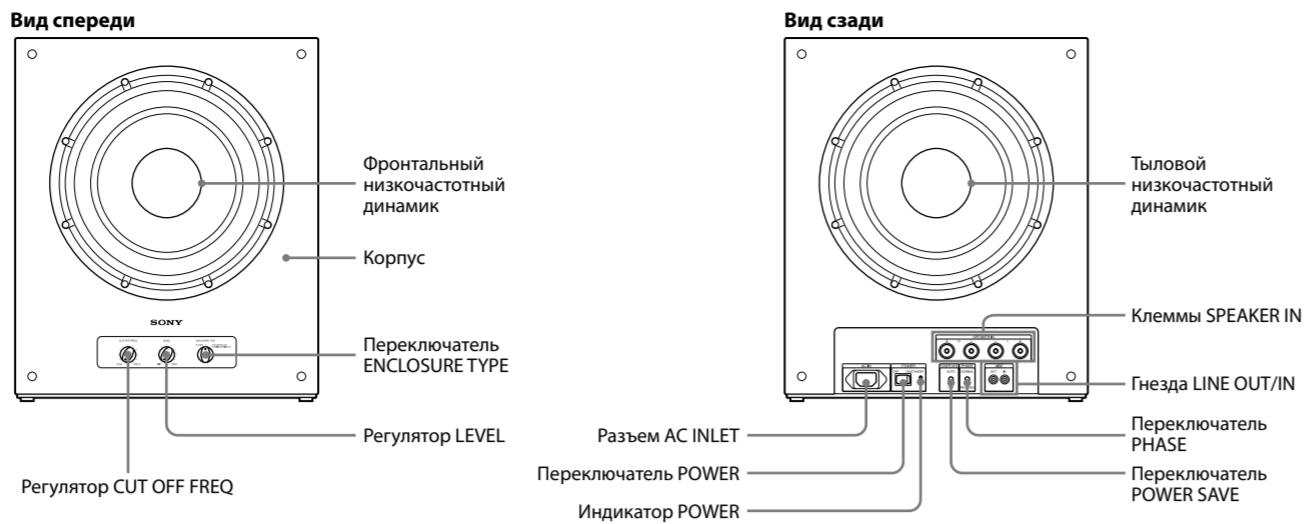 Вид спереди
Фронтальный
низкочастотный
динамик
Корпус
SONY
Переключатель
ENCLOSURE TYPE
Регулятор LEVEL
Регулятор CUT OFF FREQ
Вид сзади
Тыловой
низкочастотный
динамик
Клеммы SPEAKER IN
Гнезда LINE OUT/IN
Переключатель
PHASE
Переключатель
POWER SAVE
Разъем AC INLET
Переключатель POWER
Индикатор POWER